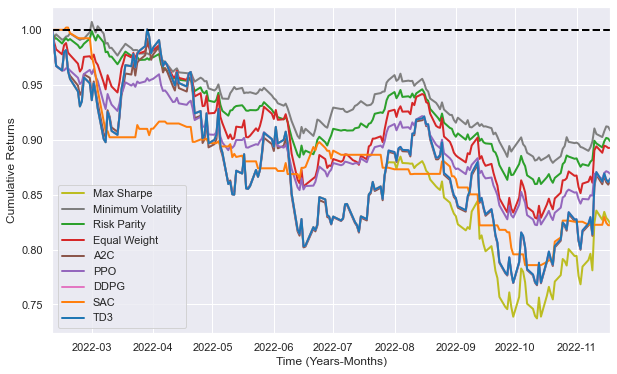 1.00
0.95
0.90
0.85
0.80
0.75
Cumulative Returns
Max Sharpe
Minimum Volatility
Risk Parity
Equal Weight
A2C
PPO
DDPG
SAC
TD3
2022-03 2022-04 2022-05 2022-06 2022-07 2022-08 2022-09 2022-10 2022-11
Time (Years-Months)